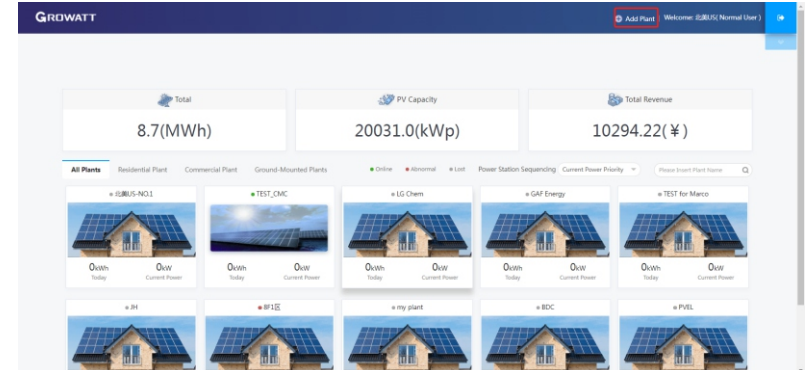 GROWATT
Add Plant Welcome: 北美US( Normal User )
Total PV Capacity Total Revenue
8.7(MWh) 20031.0(kWp) 10294.22(¥)
All Plants Residential Plant Commercial Plant Ground-Mounted Plants Online Abnormal Lost Power Station Sequencing Current Power Priority Please Insert Plant Name
北美US-NO.1 TEST_CMC LG Chem GAF Energy TEST for Marco
0kWh 0kW 0kWh 0kW 0kWh 0kW 0kWh 0kW 0kWh 0kW
Today Current Power Today Current Power Today Current Power Today Current Power Today Current Power
JH 8F1区 my plant BDC PVEL